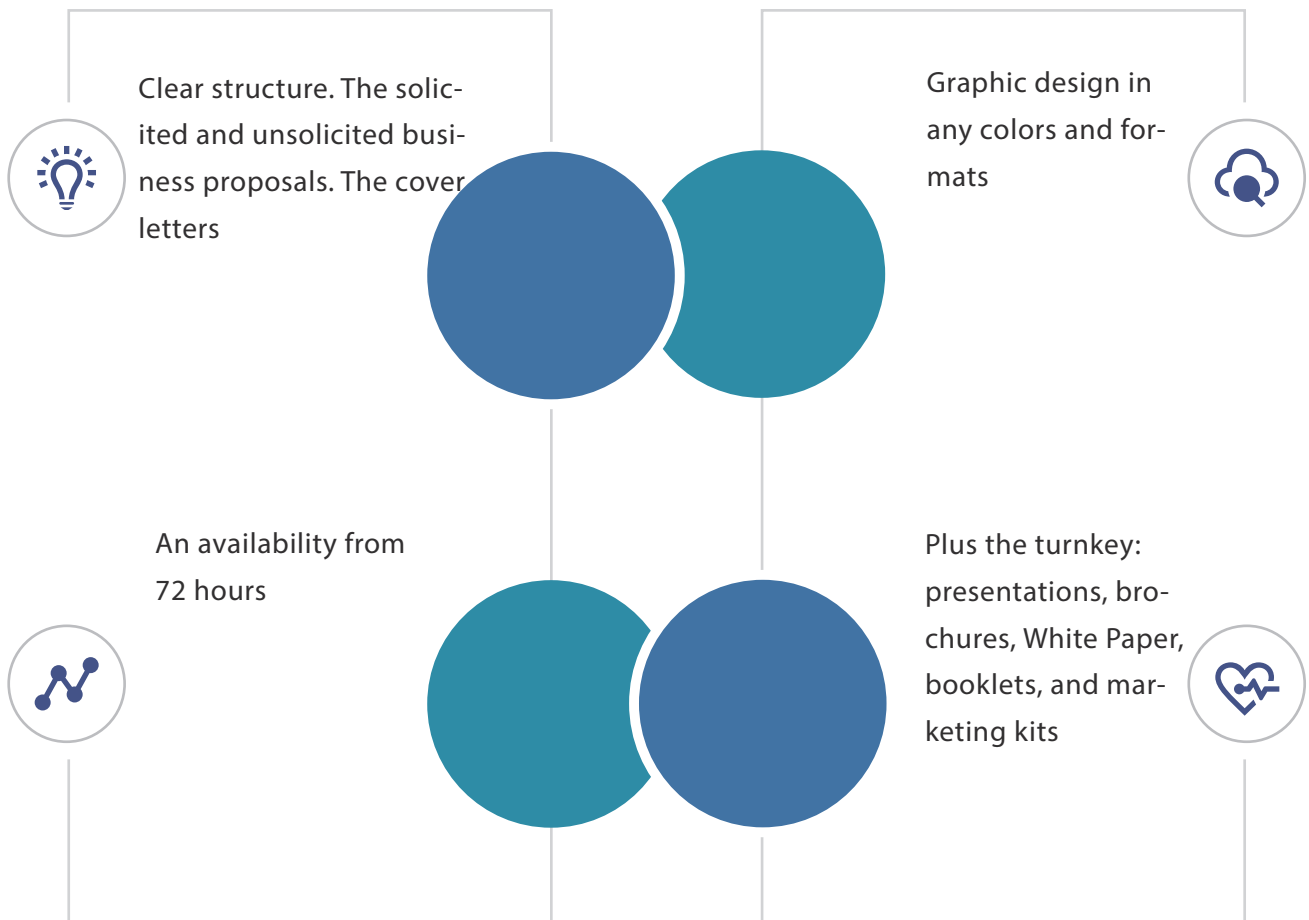 Clear structure. The solic-
ited and unsolicited busi-
ness proposals. The cover
letters
Graphic design in
any colors and for-
mats
An availability from
72 hours
Plus the turnkey:
presentations, bro-
chures, White Paper,
booklets, and mar-
keting kits